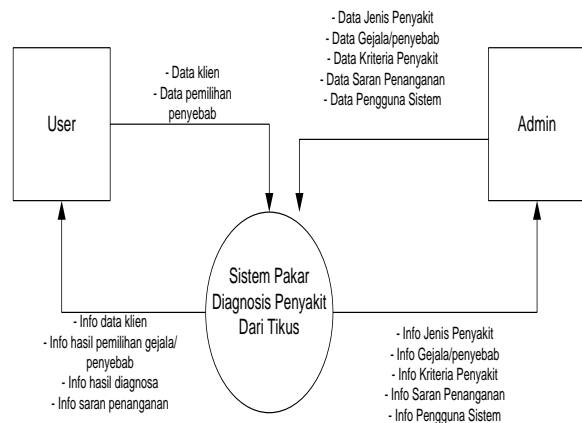 - Data Jenis Penyakit
- Data Gejala/penyebab
- Data Kriteria Penyakit
- Data Saran Penanganan
- Data Pengguna Sistem
- Data klien
- Data pemilihan
penyebab
User
Admin
Sistem Pakar
Diagnosis Penyakit
Dari Tikus
- Info data klien
- Info hasil pemilihan gejala/
penyebab
- Info hasil diagnosa
- Info saran penanganan
- Info Jenis Penyakit
- Info Gejala/penyebab
- Info Kriteria Penyakit
- Info Saran Penanganan
- Info Pengguna Sistem